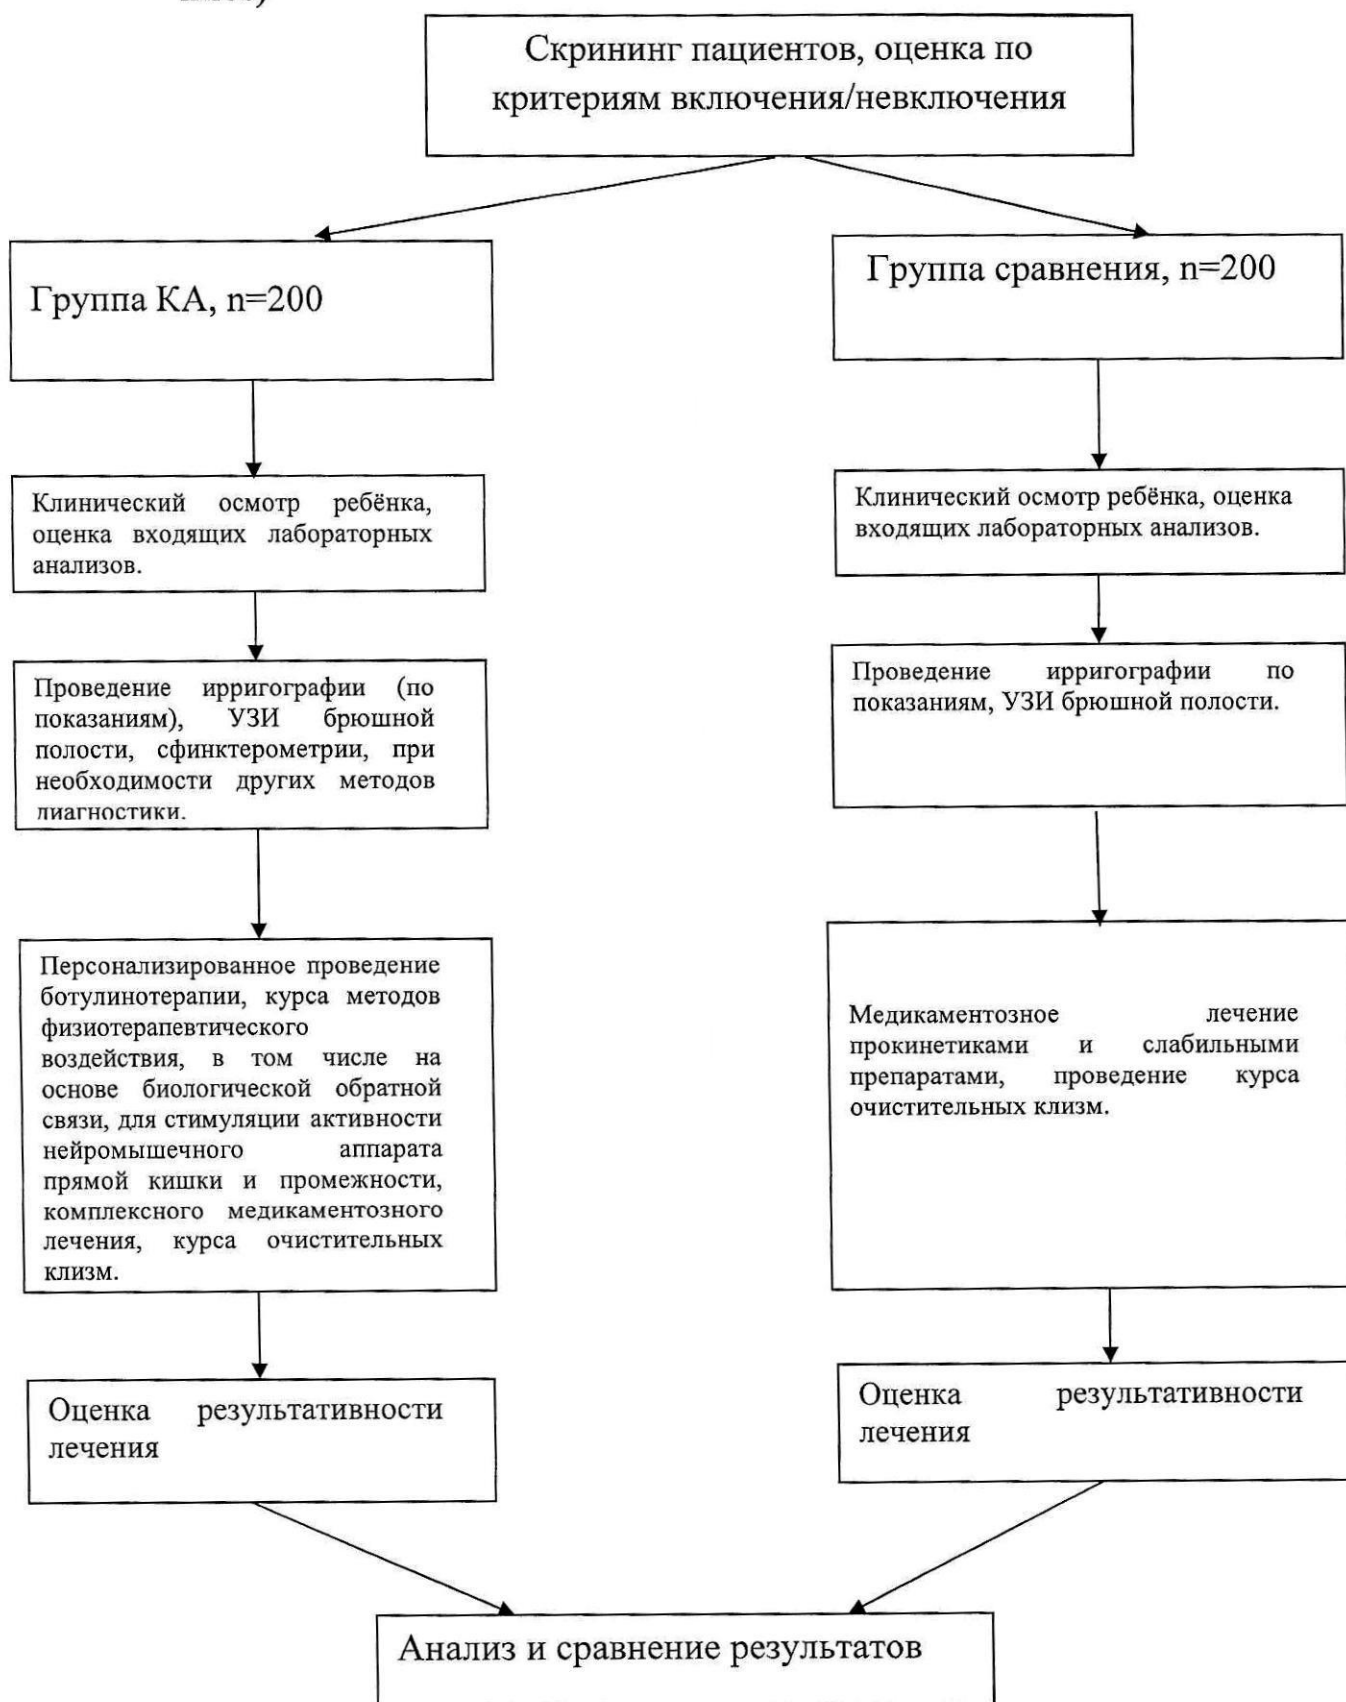 Скрининг пациентов, оценка по
критериям включения/невключения
Группа КА, n=200
Группа сравнения, n=200
Клинический осмотр ребёнка,
оценка входящих лабораторных
анализов.
Клинический осмотр ребёнка, оценка
входящих лабораторных анализов.
Проведение ирригографии (по
показаниям), УЗИ брюшной
полости, сфинктерометрии, при
необходимости других методов
диагностики.
Проведение ирригографии по
показаниям, УЗИ брюшной полости.
Персонализированное проведение
ботулинотерапии, курса методов
физиотерапевтического
воздействия, в том числе на
основе биологической обратной
связи, для стимуляции активности
нейромышечного аппарата
прямой кишки и промежности,
комплексного медикаментозного
лечения, курса очистительных
клизм.
Медикаментозное лечение
прокинетиками и слабильными
препаратами, проведение курса
очистительных клизм.
Оценка результативности
лечения
Оценка результативности
лечения
Анализ и сравнение результатов